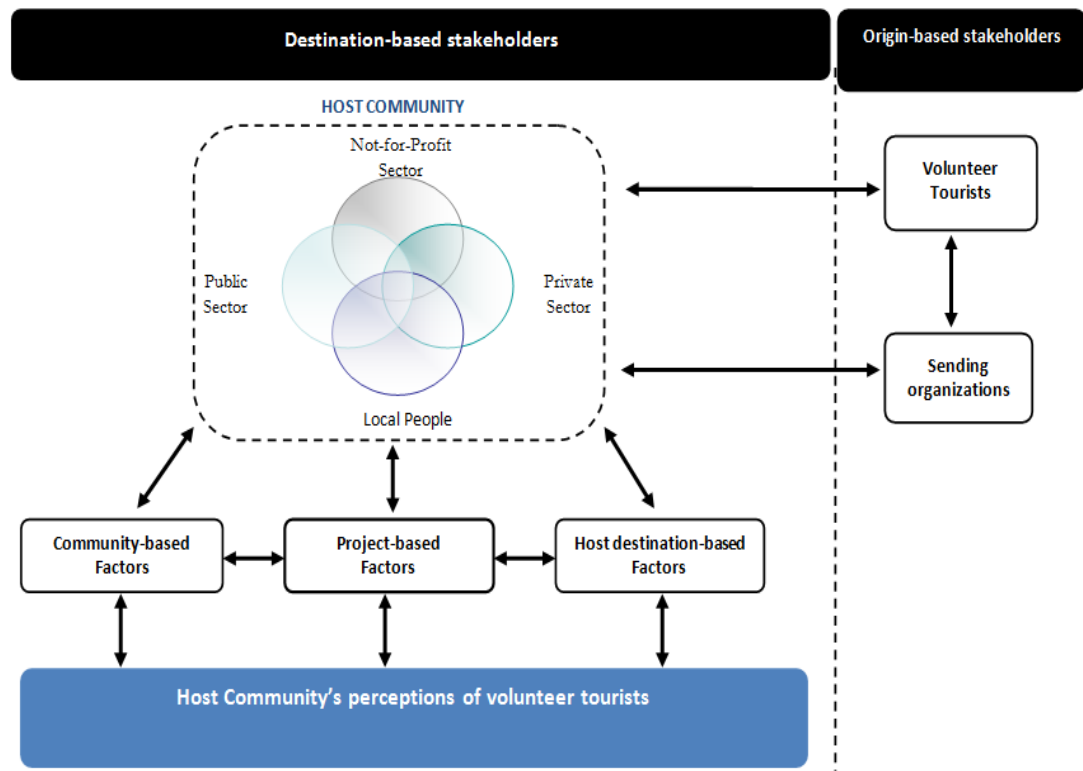 Destination-based stakeholders
Origin-based stakeholders
HOST COMMUNITY
Not-for-Profit
Sector
Public
Sector
Private
Sector
Local People
Volunteer
Tourists
Sending
organizations
Community-based
Factors
Project-based
Factors
Host destination-based
Factors
Host Community's perceptions of volunteer tourists